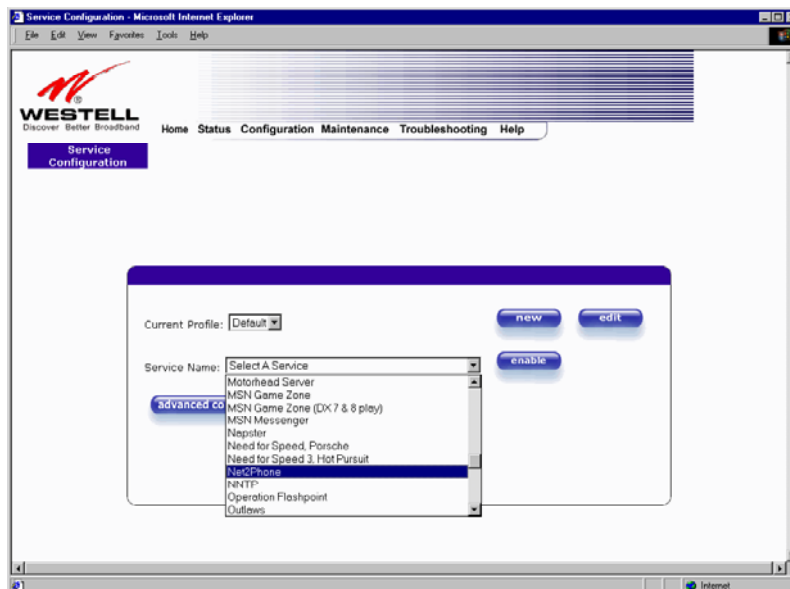 Service Configuration - Microsoft Internet Explorer
File Edit View Favorites Tools Help
WESTELL
Discover Better Broadband
Home Status Configuration Maintenance Troubleshooting Help
Service
Configuration
Current Profile: Default
new
edit
Service Name: Select A Service
enable
advanced co
Motorhead Server
MSN Game Zone
MSN Game Zone (DX 7 & 8 play)
MSN Messenger
Napster
Need for Speed, Porsche
Need for Speed 3, Hot Pursuit
Net2Phone
NNTP
Operation Flashpoint
Outlaws
Internet